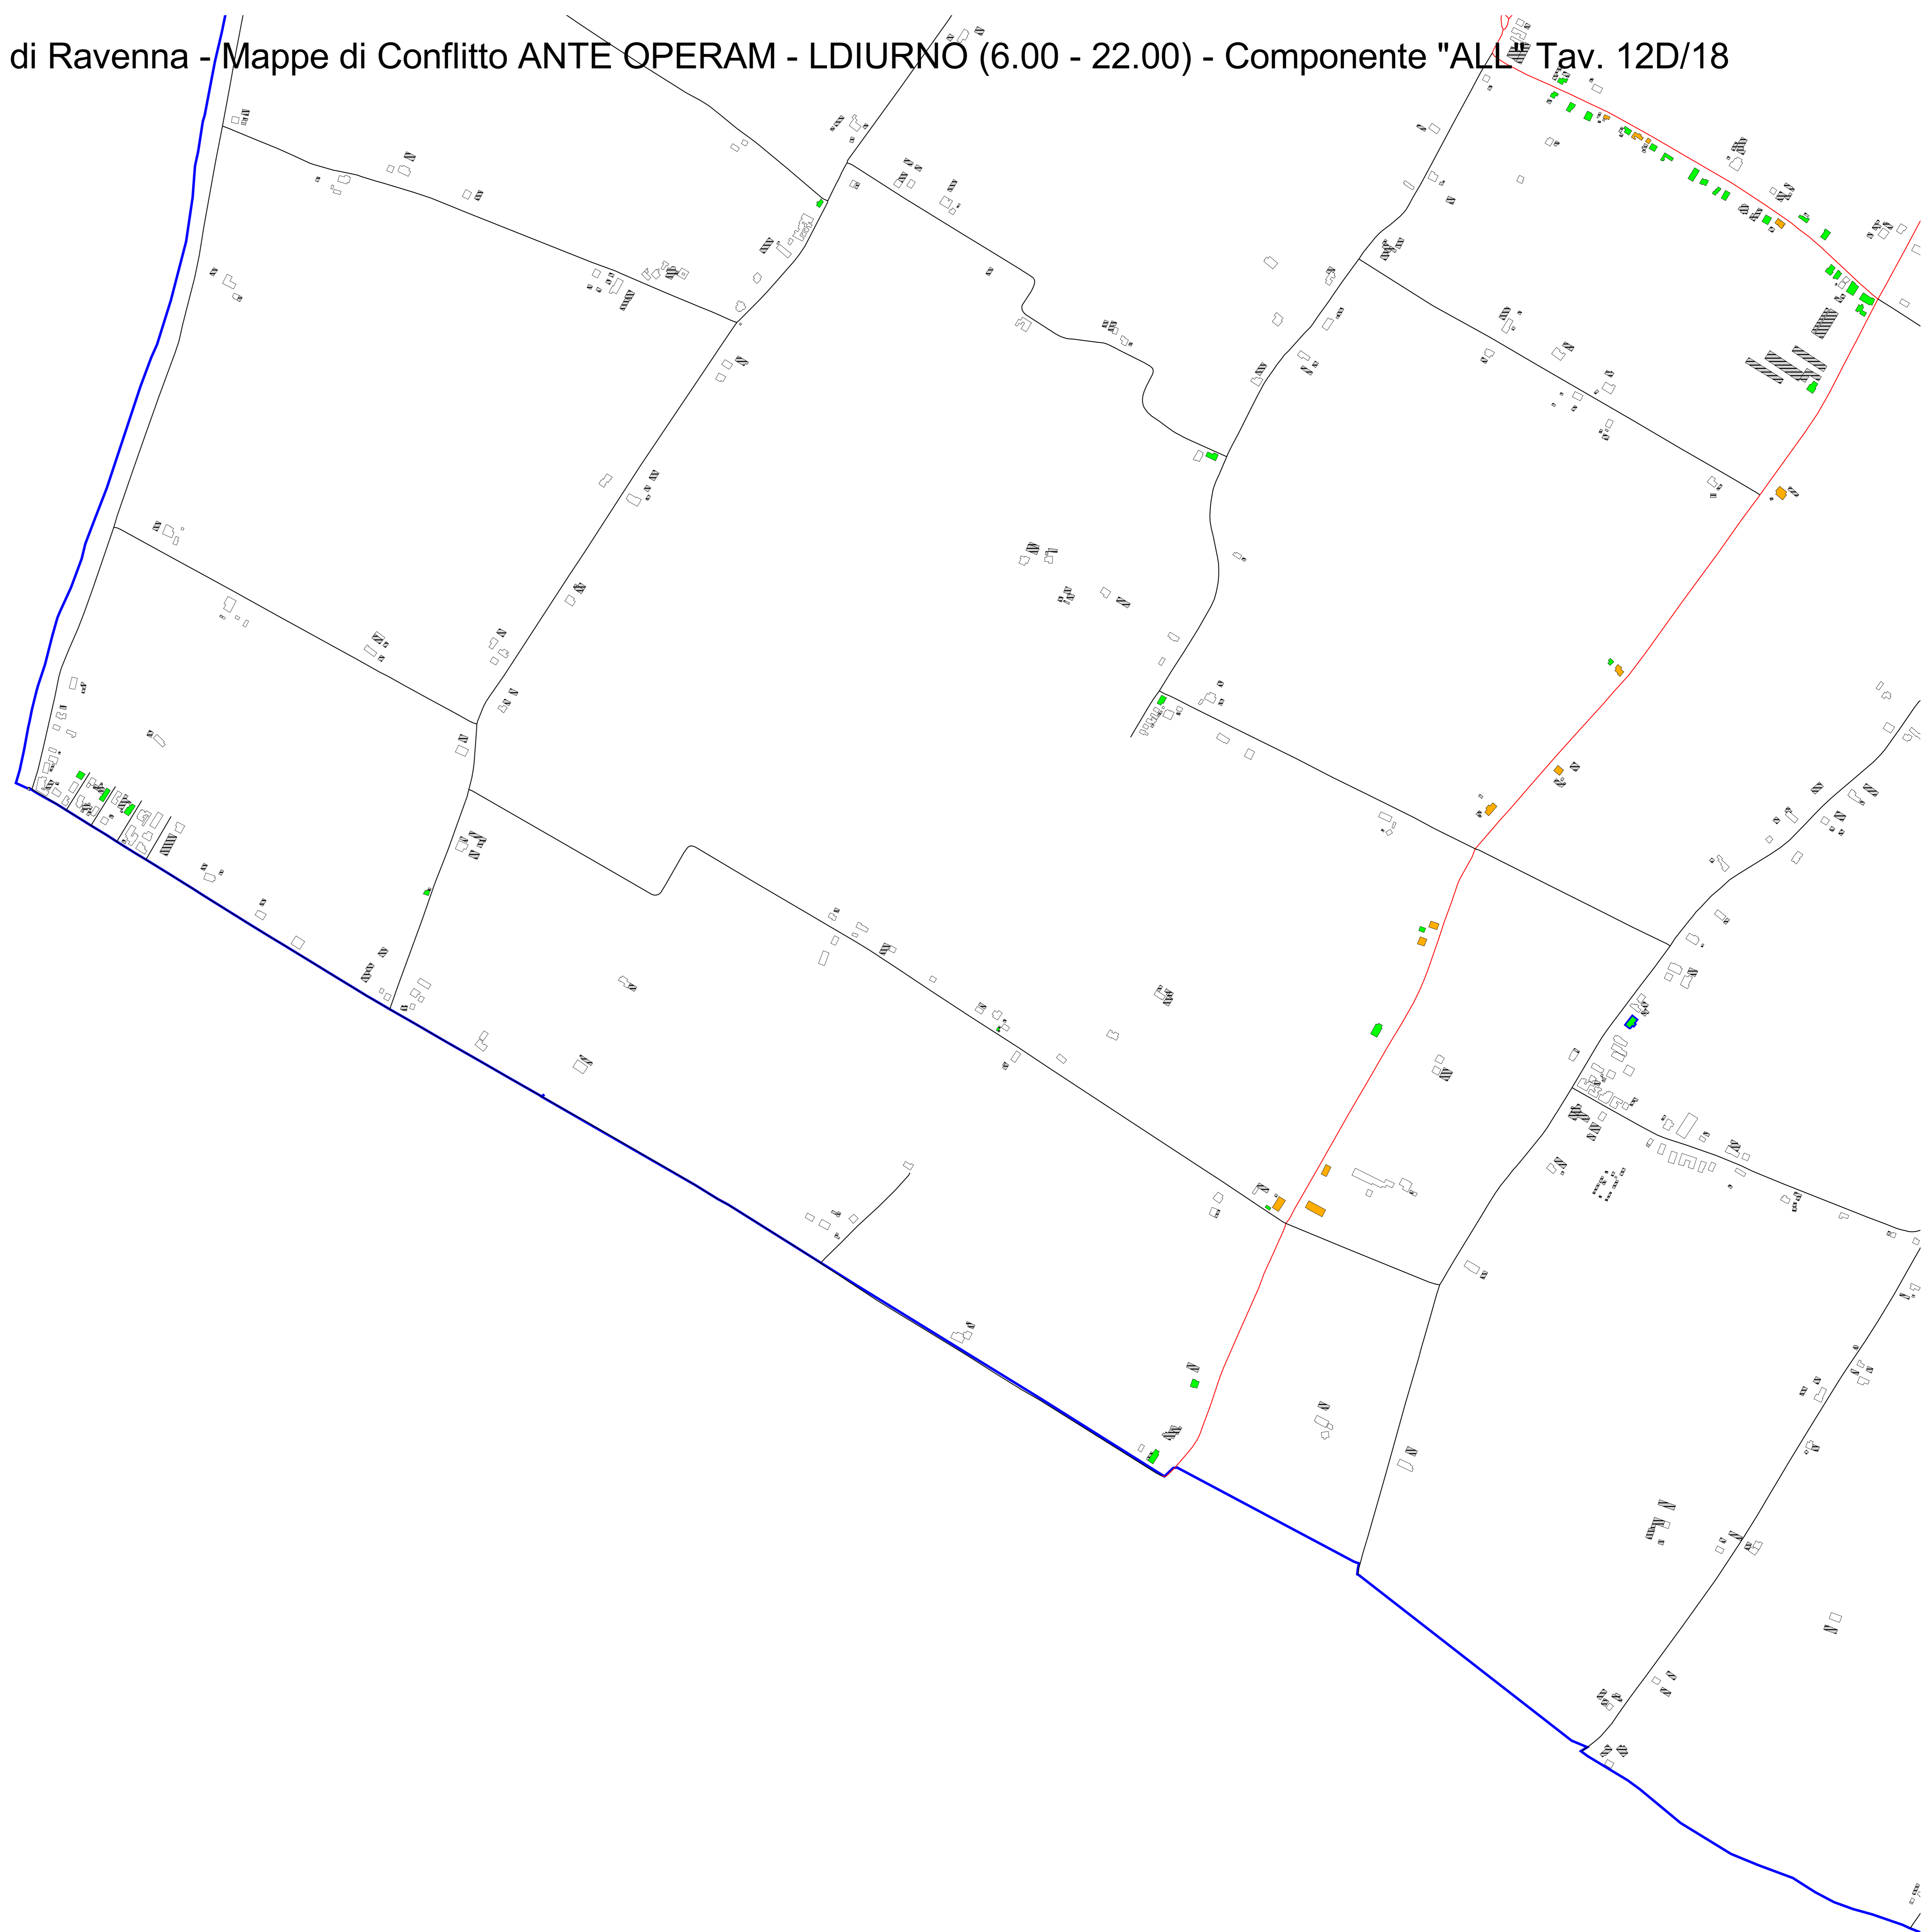 di Ravenna - Mappe di Conflitto ANTE OPERAM - LDIURNO (6.00 - 22.00) - Componente "ALL" Tav. 12D/18